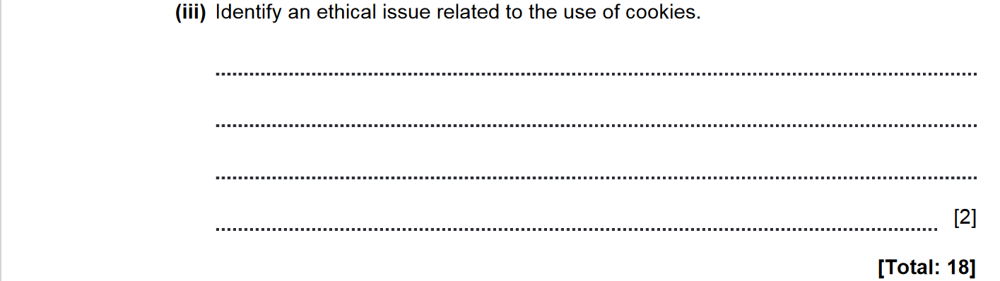 (iii) Identify an ethical issue related to the use of cookies.
[2]
[Total: 18]